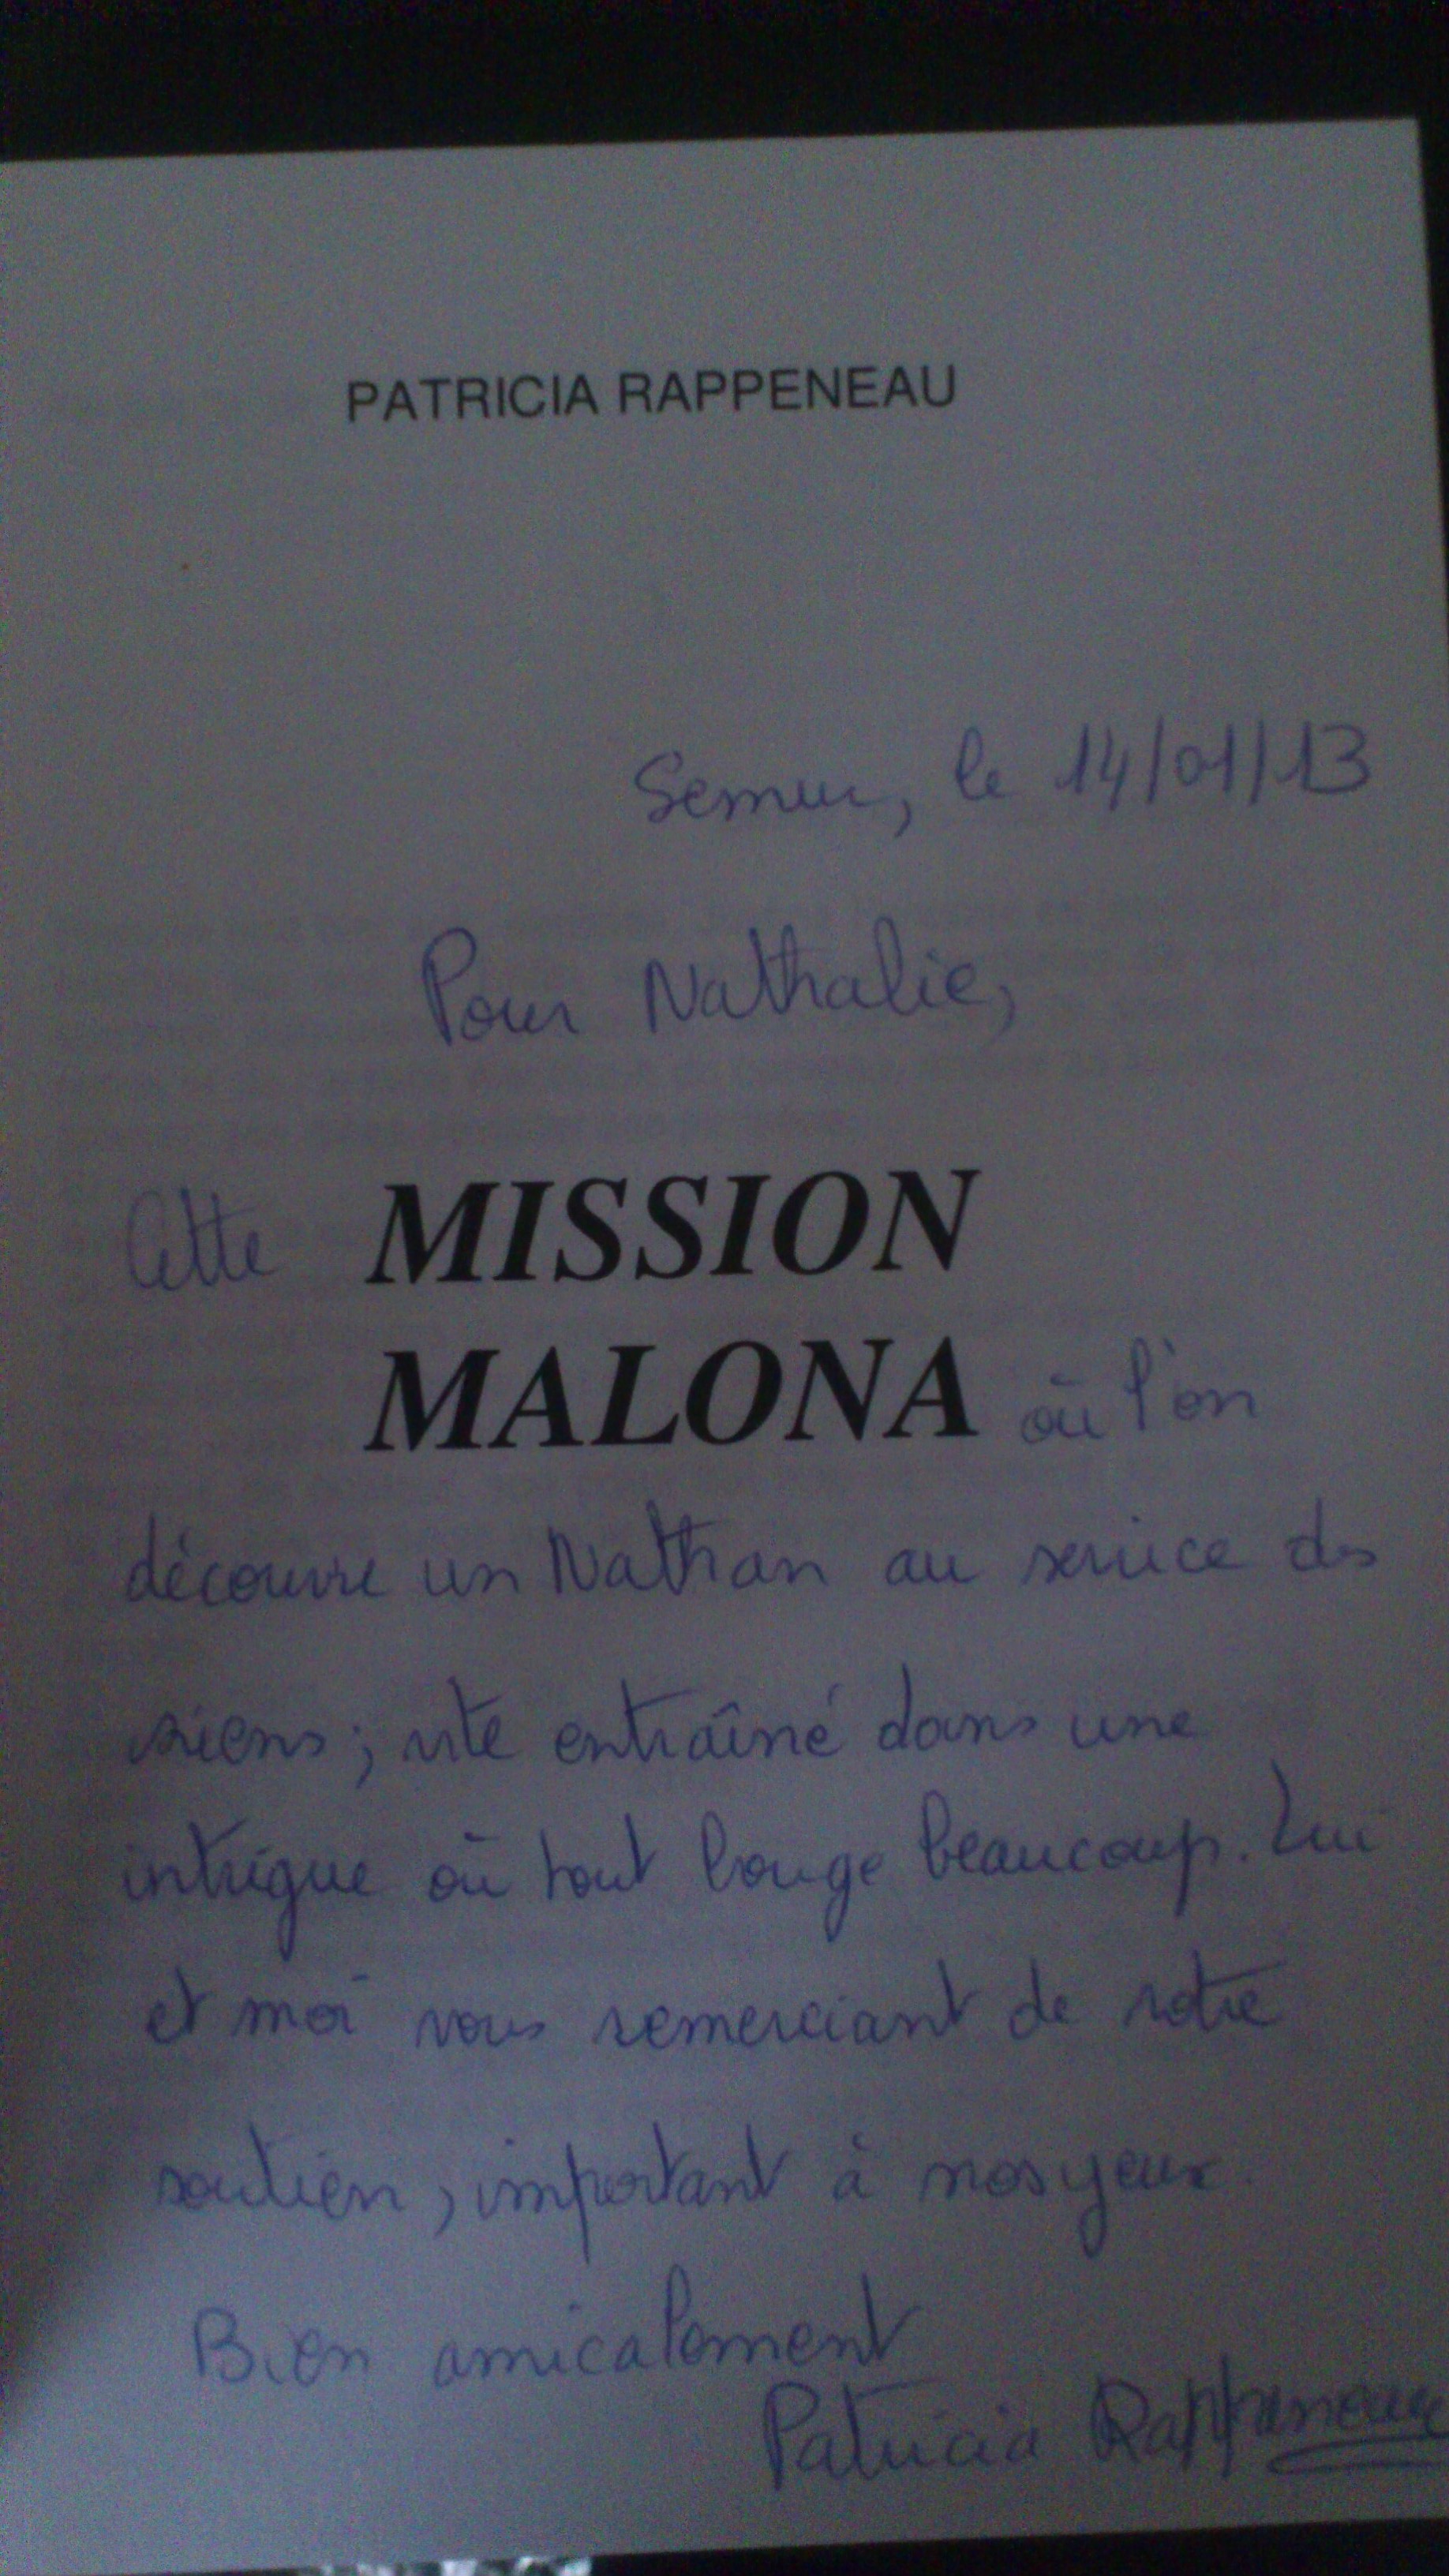 PATRICIA RAPPENEAU
Semur, le 14/01/13
Pour Nathalie,
Cette MISSION
MALONA où l'on
découvre un Nathan au service des
siens ; vite entraîné dans une
intrigue où tout bouge beaucoup. Lui
et moi vous remerciant de votre
soutien, important à nos yeux.
Bien amicalement
Patricia Rappeneau